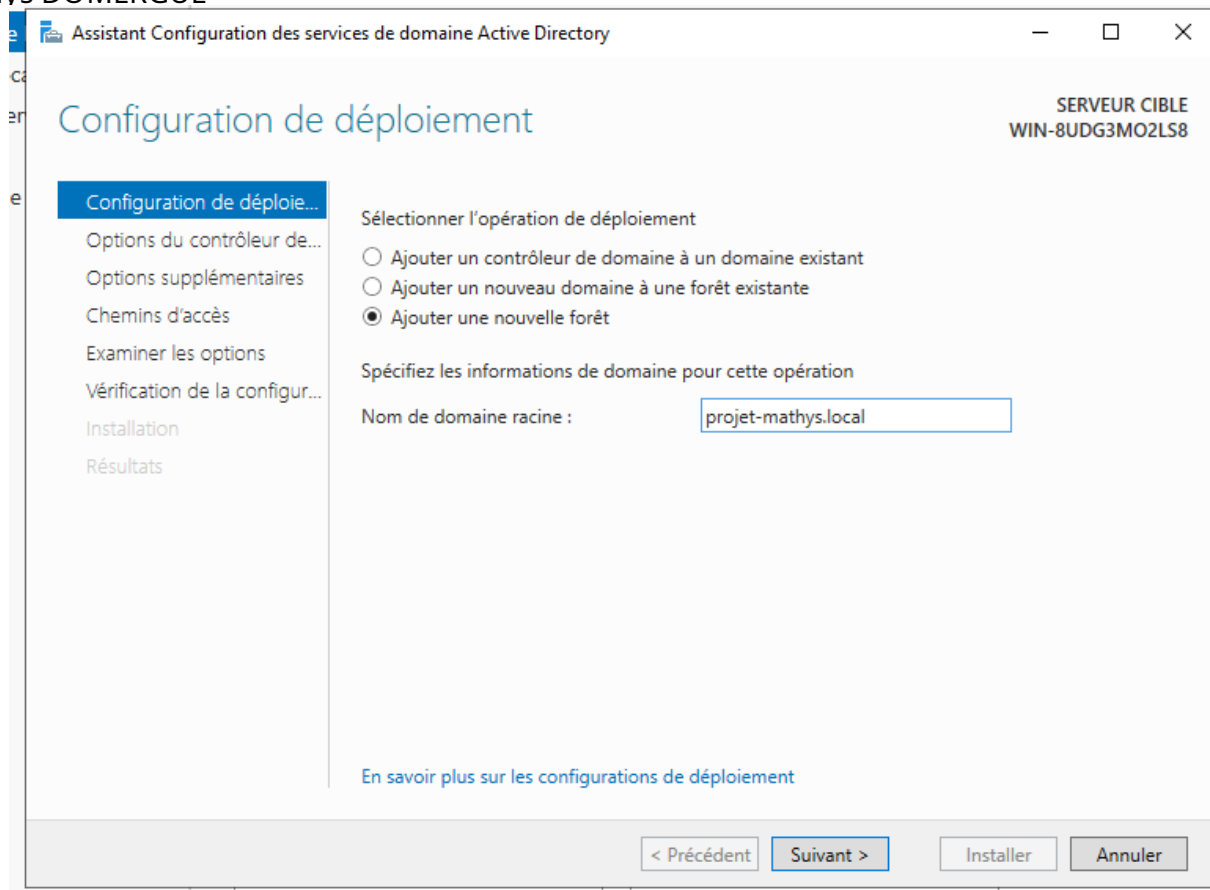 DOMERGUE
Assistant Configuration des services de domaine Active Directory
Configuration de déploiement
SERVEUR CIBLE
WIN-8UDG3MO2LS8
Configuration de déploie...
Options du contrôleur de...
Options supplémentaires
Chemins d'accès
Examiner les options
Vérification de la configur...
Installation
Résultats
Sélectionner l'opération de déploiement
Ajouter un contrôleur de domaine à un domaine existant
Ajouter un nouveau domaine à une forêt existante
Ajouter une nouvelle forêt
Spécifiez les informations de domaine pour cette opération
Nom de domaine racine : projet-mathys.local
En savoir plus sur les configurations de déploiement
< Précédent Suivant > Installer Annuler